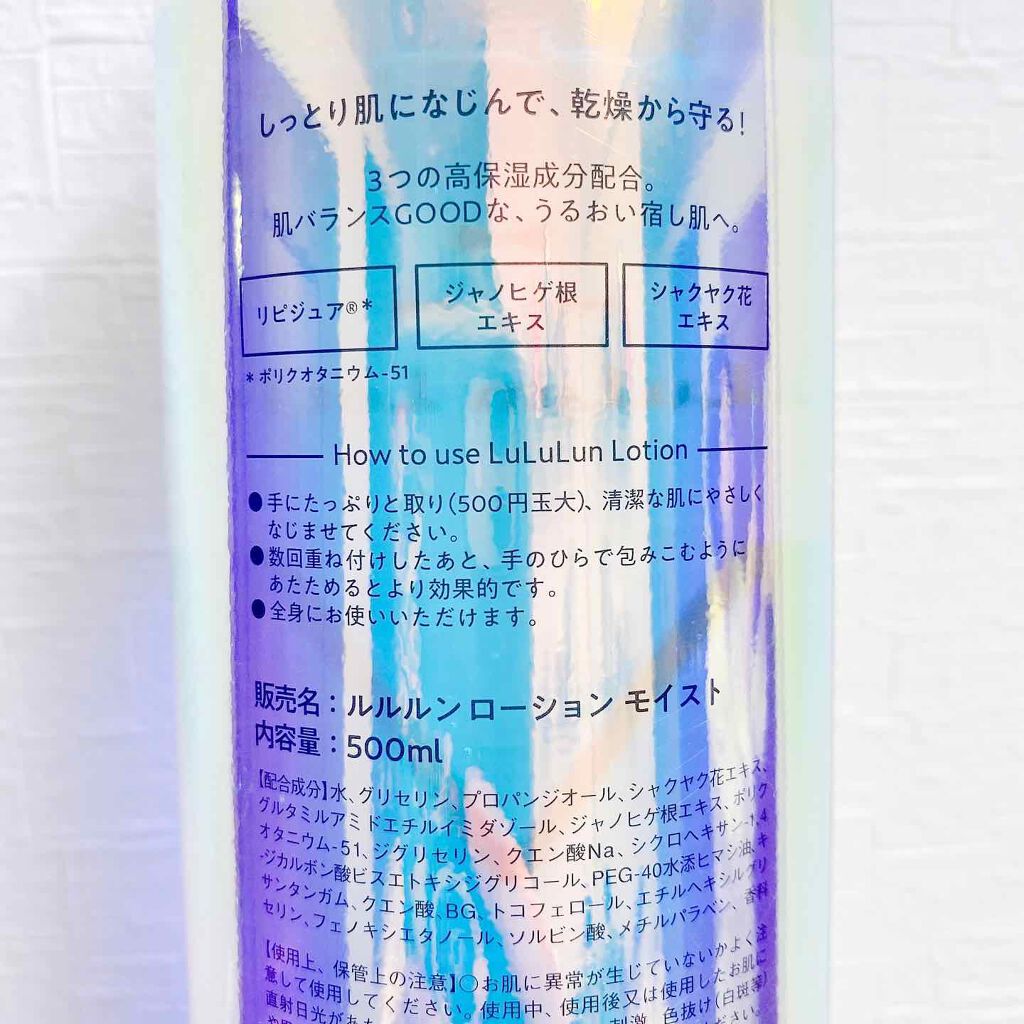 しっとり肌になじんで、乾燥から守る!
3つの高保湿成分配合。
肌バランスGOODな、うるおい宿し肌へ。
リピジュア®*
ジャノヒゲ根
エキス
シャクヤク花
エキス
*ポリクオタニウム-51
How to use LuLuLun Lotion
●手にたっぷりと取り(500円玉大)、清潔な肌にやさしく
なじませてください。
●数回重ね付けしたあと、手のひらで包みこむように
あたためるとより効果的です。
●全身にお使いいただけます。
販売名:ルルルン ローション モイスト
内容量:500ml
【配合成分】水、グリセリン、プロパンジオール、シャクヤク花エキス、
グルタミルアミドエチルイミダゾール、ジャノヒゲ根エキス、ポリク
オタニウム-51、ジグリセリン、クエン酸Na、シクロヘキサン-1,4
-ジカルボン酸ビスエトキシジグリコール、PEG-40水添ヒマシ油、キ
サンタンガム、クエン酸、BG、トコフェロール、エチルヘキシルグリ
セリン、フェノキシエタノール、ソルビン酸、メチルパラベン、香料
【使用上、保管上の注意】○お肌に異常が生じていないかよく注
意して使用してください。使用中、使用後又は使用したお肌に
直射日光があた 刺激、色抜け(白斑等)
ください。